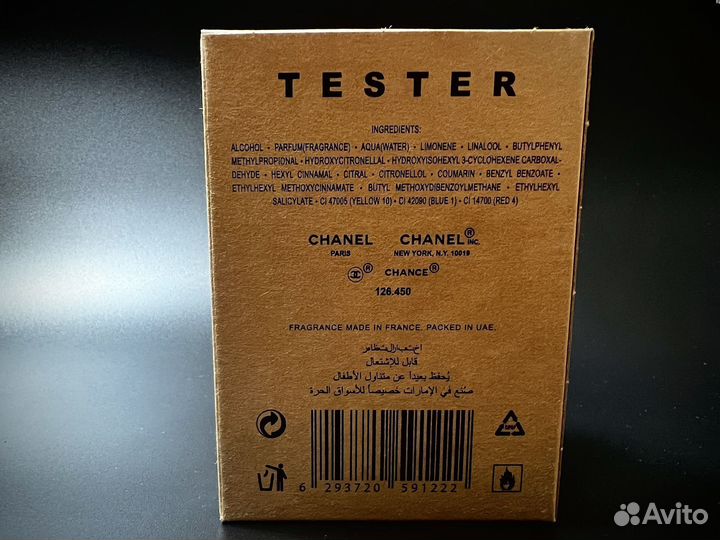 TESTER
INGREDIENTS:
ALCOHOL • PARFUM(FRAGRANCE) • AQUA(WATER) • LIMONENE • LINALOOL • BUTYLPHENYL
METHYLPROPIONAL • HYDROXYCITRONELLAL • HYDROXYISOHEXYL 3-CYCLOHEXENE CARBOXAL-
DEHYDE • HEXYL CINNAMAL • CITRAL • CITRONELLOL • COUMARIN • BENZYL BENZOATE •
ETHYLHEXYL METHOXYCINNAMATE • BUTYL METHOXYDIBENZOYLMETHANE • ETHYLHEXYL
SALICYLATE • CI 47005 (YELLOW 10) • CI 42090 (BLUE 1) • CI 14700 (RED 4)
CHANEL CHANEL® INC.
PARIS NEW YORK, N.Y. 10019
® CHANCE®
126.450
FRAGRANCE MADE IN FRANCE. PACKED IN UAE.
قابل للإشتعال
يُحفظ بعيداً عن متناول الأطفال
صُنع في الإمارات خصيصاً للأسواق الحرة
6 293720 591222
Avito